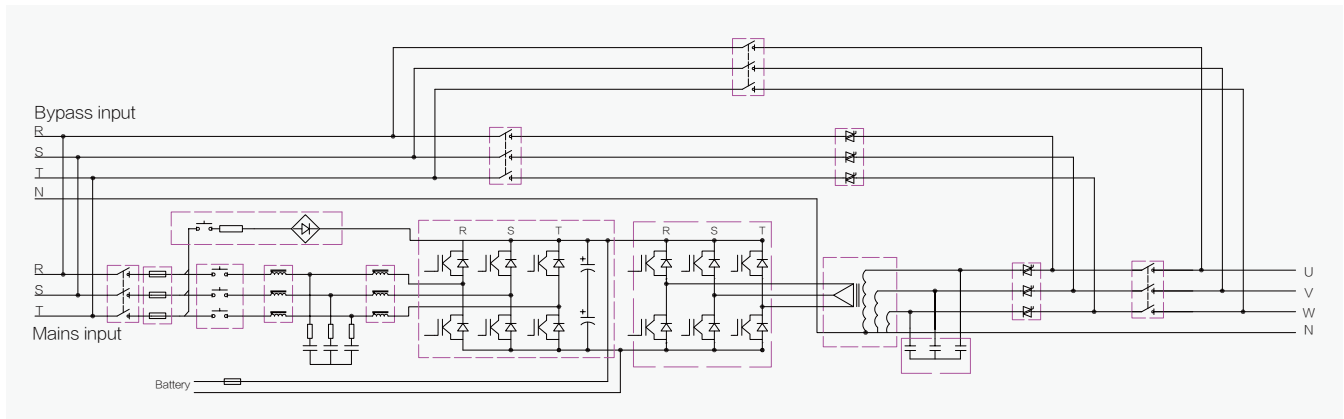 Bypass input
R
S
T
N
R S T
R S T
R
S
T
Mains input
U
V
W
N
Battery
+
+